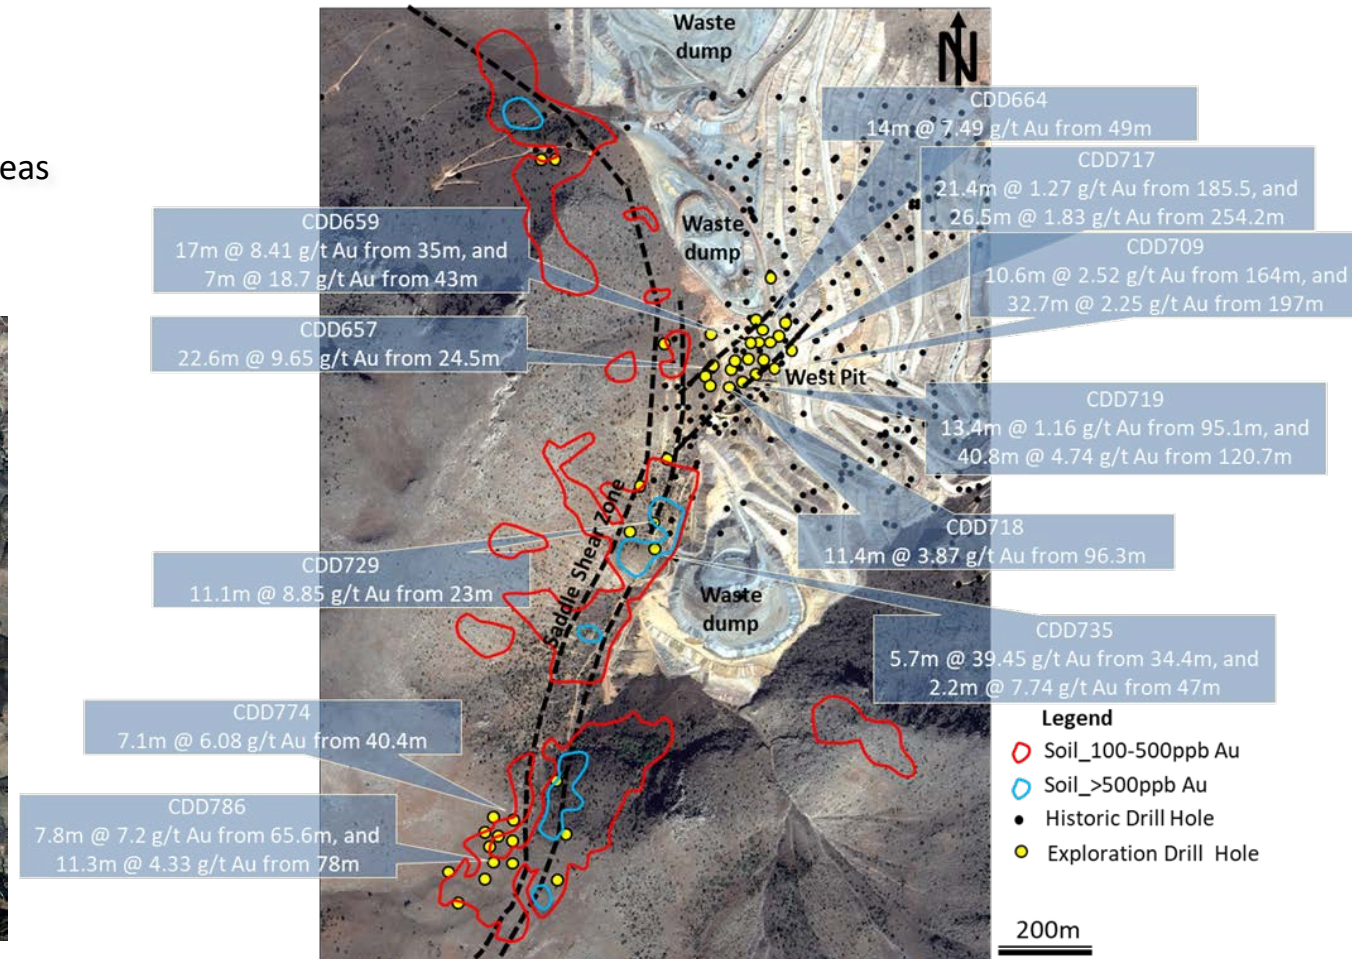 eas
Waste
dump
N
CDD664
14m @ 7.49 g/t Au from 49m
CDD717
21.4m @ 1.27 g/t Au from 185.5, and
26.5m @ 1.83 g/t Au from 254.2m
CDD659
17m @ 8.41 g/t Au from 35m, and
7m @ 18.7 g/t Au from 43m
Waste
dump
CDD709
10.6m @ 2.52 g/t Au from 164m, and
32.7m @ 2.25 g/t Au from 197m
CDD657
22.6m @ 9.65 g/t Au from 24.5m
West Pit
CDD719
13.4m @ 1.16 g/t Au from 95.1m, and
40.8m @ 4.74 g/t Au from 120.7m
Saddle Shear Zone
CDD718
11.4m @ 3.87 g/t Au from 96.3m
CDD729
11.1m @ 8.85 g/t Au from 23m
Waste
dump
CDD735
5.7m @ 39.45 g/t Au from 34.4m, and
2.2m @ 7.74 g/t Au from 47m
CDD774
7.1m @ 6.08 g/t Au from 40.4m
CDD786
7.8m @ 7.2 g/t Au from 65.6m, and
11.3m @ 4.33 g/t Au from 78m
Legend
Soil_100-500ppb Au
Soil_>500ppb Au
Historic Drill Hole
Exploration Drill Hole
200m